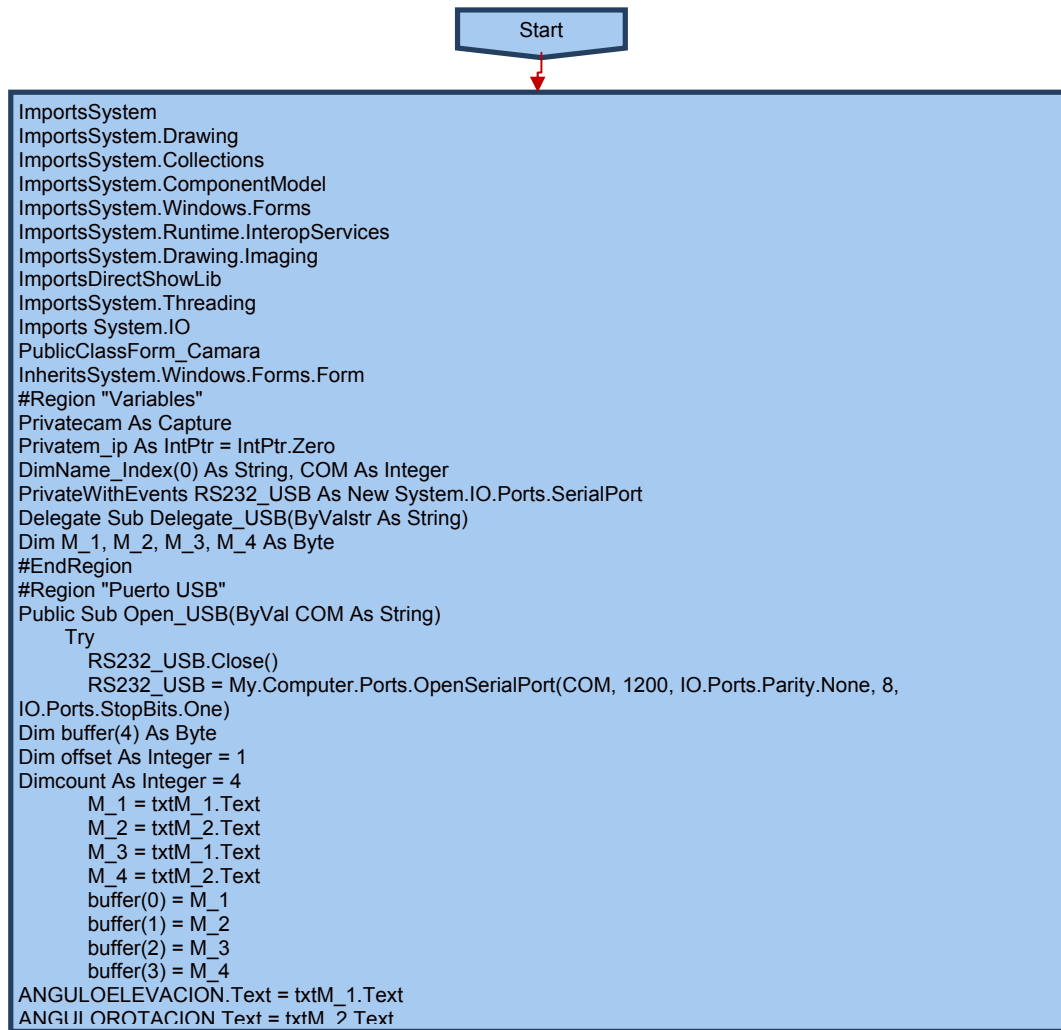 Start
ImportsSystem
ImportsSystem.Drawing
ImportsSystem.Collections
ImportsSystem.ComponentModel
ImportsSystem.Windows.Forms
ImportsSystem.Runtime.InteropServices
ImportsSystem.Drawing.Imaging
ImportsDirectShowLib
ImportsSystem.Threading
Imports System.IO
PublicClassForm_Camara
InheritsSystem.Windows.Forms.Form
#Region "Variables"
Privatecam As Capture
Privatem_ip As IntPtr = IntPtr.Zero
DimName_Index(0) As String, COM As Integer
PrivateWithEvents RS232_USB As New System.IO.Ports.SerialPort
Delegate Sub Delegate_USB(ByValstr As String)
Dim M_1, M_2, M_3, M_4 As Byte
#EndRegion
#Region "Puerto USB"
Public Sub Open_USB(ByVal COM As String)
Try
RS232_USB.Close()
RS232_USB = My.Computer.Ports.OpenSerialPort(COM, 1200, IO.Ports.Parity.None, 8,
IO.Ports.StopBits.One)
Dim buffer(4) As Byte
Dim offset As Integer = 1
Dimcount As Integer = 4
M_1 = txtM_1.Text
M_2 = txtM_2.Text
M_3 = txtM_1.Text
M_4 = txtM_2.Text
buffer(0) = M_1
buffer(1) = M_2
buffer(2) = M_3
buffer(3) = M_4
ANGULOELEVACION.Text = txtM_1.Text
ANGULOROTACION.Text = txtM_2.Text